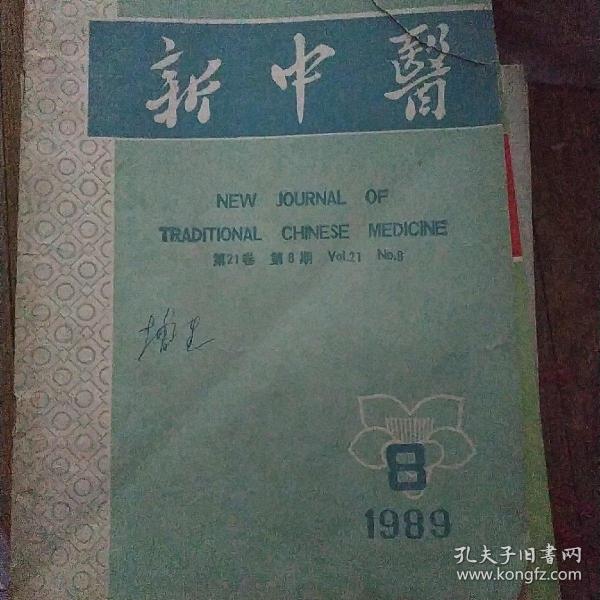 新中醫
NEW JOURNAL OF
TRADITIONAL CHINESE MEDICINE
第21卷 第8期 Vol.21 No.8
8
1989
孔夫子旧书网
www.kongfz.com